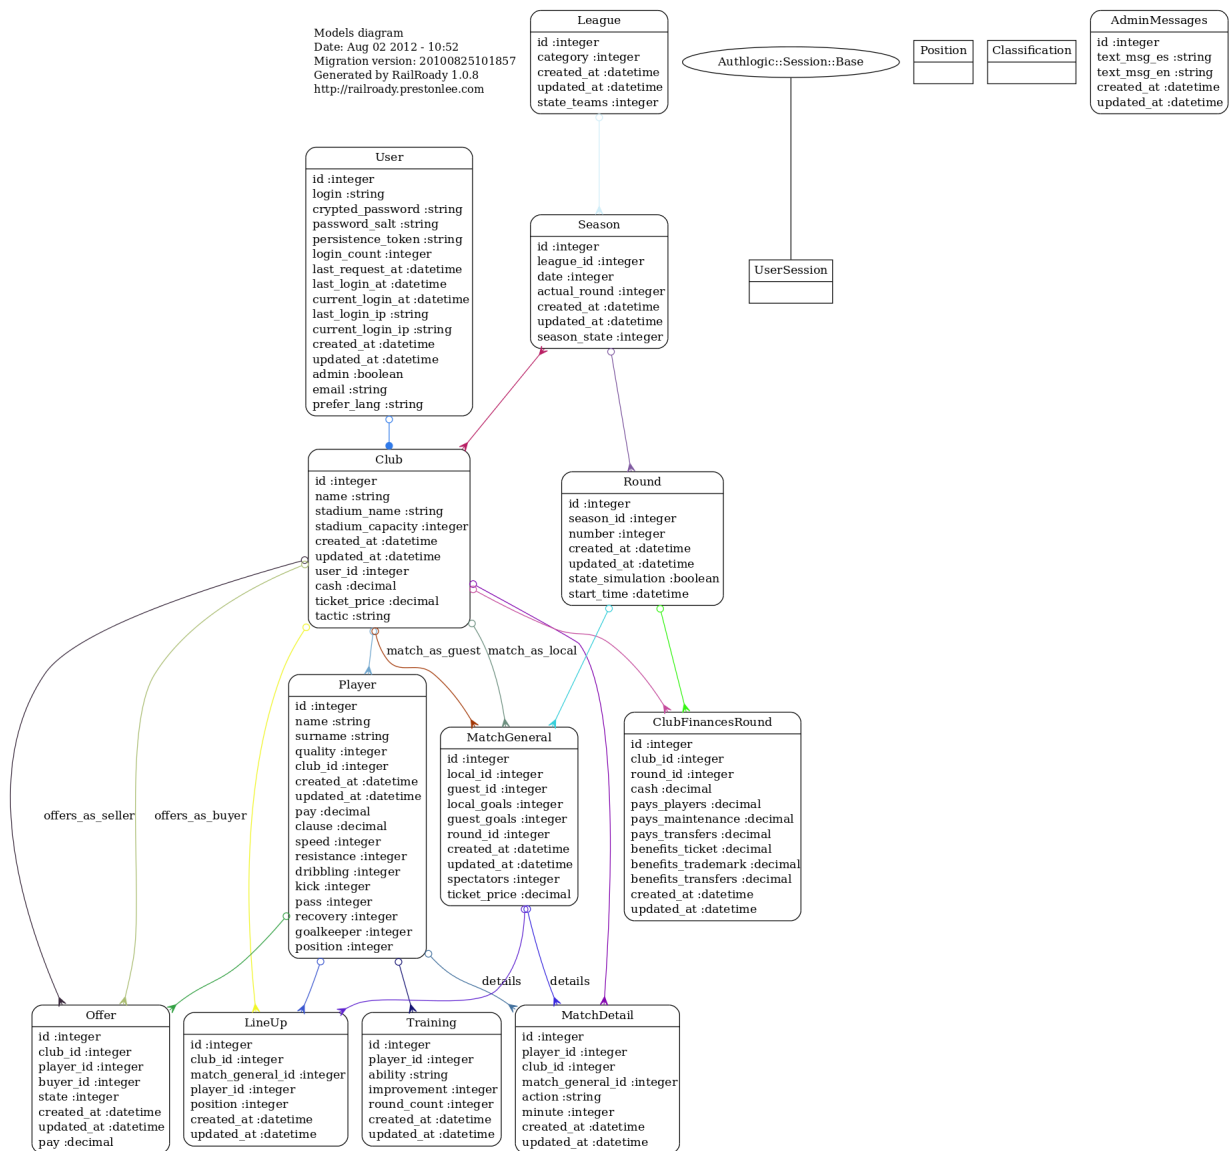 Models diagram
Date: Aug 02 2012 - 10:52
Migration version: 20100825101857
Generated by RailRoady 1.0.8
http://railroady.prestonlee.com
League
id :integer
category :integer
created_at :datetime
updated_at :datetime
state_teams :integer
Authlogic::Session::Base
Position
Classification
AdminMessages
id :integer
text_msg_es :string
text_msg_en :string
created_at :datetime
updated_at :datetime
User
id :integer
login :string
crypted_password :string
password_salt :string
persistence_token :string
login_count :integer
last_request_at :datetime
last_login_at :datetime
current_login_at :datetime
last_login_ip :string
current_login_ip :string
created_at :datetime
updated_at :datetime
admin :boolean
email :string
prefer_lang :string
Season
id :integer
league_id :integer
date :integer
actual_round :integer
created_at :datetime
updated_at :datetime
season_state :integer
UserSession
Club
id :integer
name :string
stadium_name :string
stadium_capacity :integer
created_at :datetime
updated_at :datetime
user_id :integer
cash :decimal
ticket_price :decimal
tactic :string
Round
id :integer
season_id :integer
number :integer
created_at :datetime
updated_at :datetime
state_simulation :boolean
start_time :datetime
match_as_guest
match_as_local
Player
id :integer
name :string
surname :string
quality :integer
club_id :integer
created_at :datetime
updated_at :datetime
pay :decimal
clause :decimal
speed :integer
resistance :integer
dribbling :integer
kick :integer
pass :integer
recovery :integer
goalkeeper :integer
position :integer
MatchGeneral
id :integer
local_id :integer
guest_id :integer
local_goals :integer
guest_goals :integer
round_id :integer
created_at :datetime
updated_at :datetime
spectators :integer
ticket_price :decimal
ClubFinancesRound
id :integer
club_id :integer
round_id :integer
cash :decimal
pays_players :decimal
pays_maintenance :decimal
pays_transfers :decimal
benefits_ticket :decimal
benefits_trademark :decimal
benefits_transfers :decimal
created_at :datetime
updated_at :datetime
offers_as_seller
offers_as_buyer
details
details
Offer
id :integer
club_id :integer
player_id :integer
buyer_id :integer
state :integer
created_at :datetime
updated_at :datetime
pay :decimal
LineUp
id :integer
club_id :integer
match_general_id :integer
player_id :integer
position :integer
created_at :datetime
updated_at :datetime
Training
id :integer
player_id :integer
ability :string
improvement :integer
round_count :integer
created_at :datetime
updated_at :datetime
MatchDetail
id :integer
player_id :integer
club_id :integer
match_general_id :integer
action :string
minute :integer
created_at :datetime
updated_at :datetime